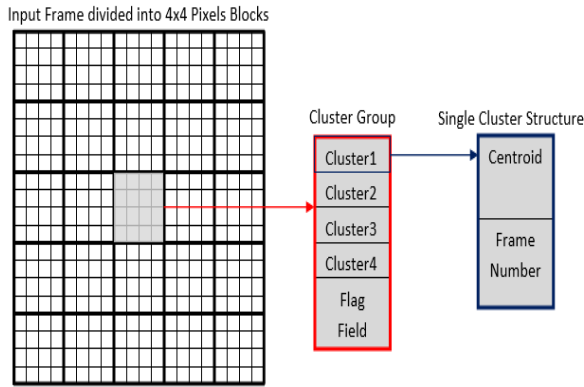 Input Frame divided into 4x4 Pixels Blocks
Cluster Group
Cluster1
Cluster2
Cluster3
Cluster4
Flag
Field
Single Cluster Structure
Centroid
Frame
Number